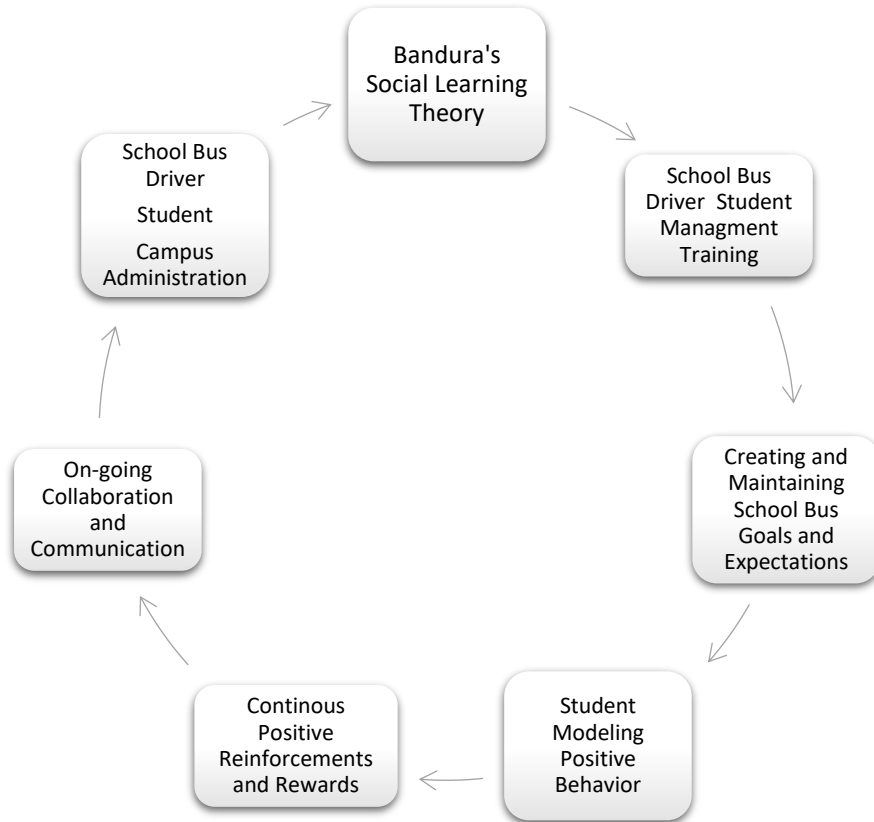 Bandura's
Social Learning
Theory
School Bus
Driver  Student
Managment
Training
Creating and
Maintaining
School Bus
Goals and
Expectations
Student
Modeling
Positive
Behavior
Continous
Positive
Reinforcements
and Rewards
On-going
Collaboration
and
Communication
School Bus
Driver
Student
Campus
Administration